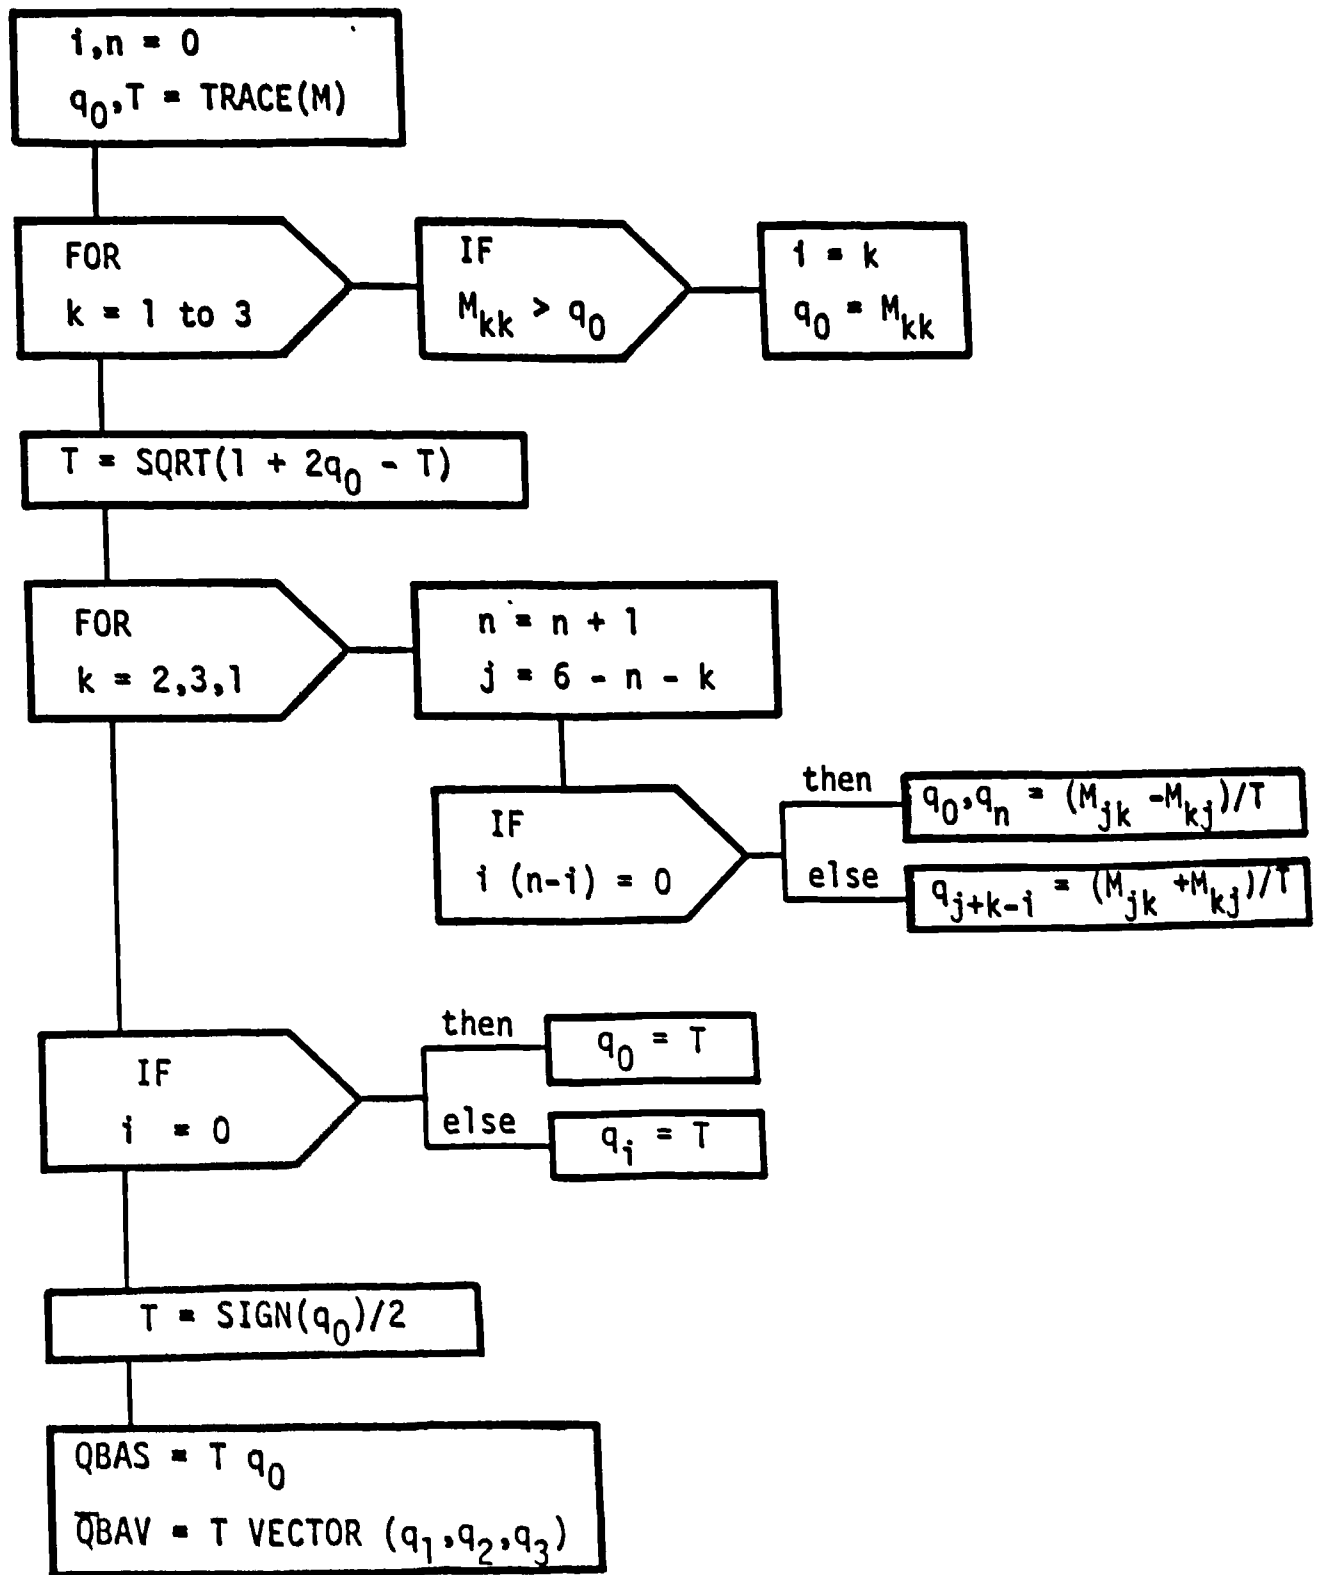 i,n = 0
q0,T = TRACE(M)
FOR
k = 1 to 3
IF
Mkk > q0
i = k
q0 = Mkk
T = SQRT(1 + 2q0 - T)
FOR
k = 2,3,1
n = n + 1
j = 6 - n - k
IF
i (n-i) = 0
then
q0,qn = (Mjk -Mkj)/T
else
qj+k-i = (Mjk +Mkj)/T
IF
i = 0
then
q0 = T
else
qi = T
T = SIGN(q0)/2
QBAS = T q0
Q̅BAV = T VECTOR (q1,q2,q3)